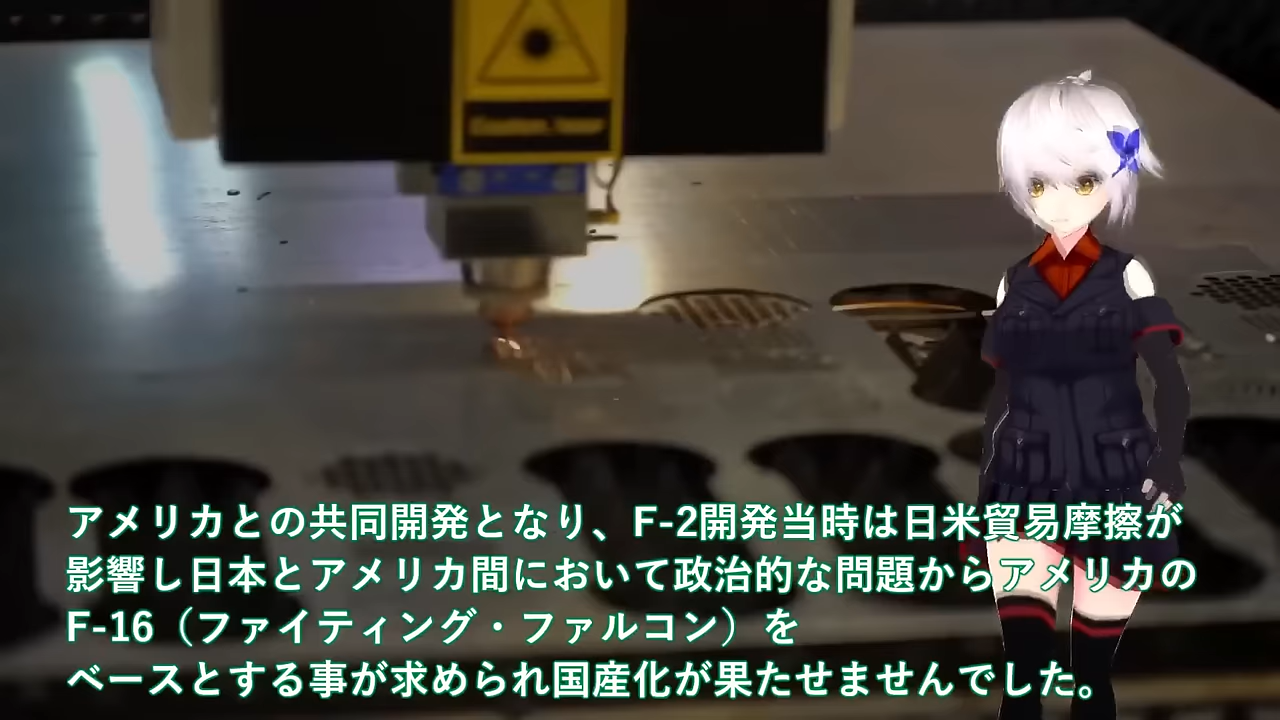 アメリカとの共同開発となり、F-2開発当時は日米貿易摩擦が
影響し日本とアメリカ間において政治的な問題からアメリカの
F-16（ファイティング・ファルコン）を
ベースとする事が求められ国産化が果たせませんでした。